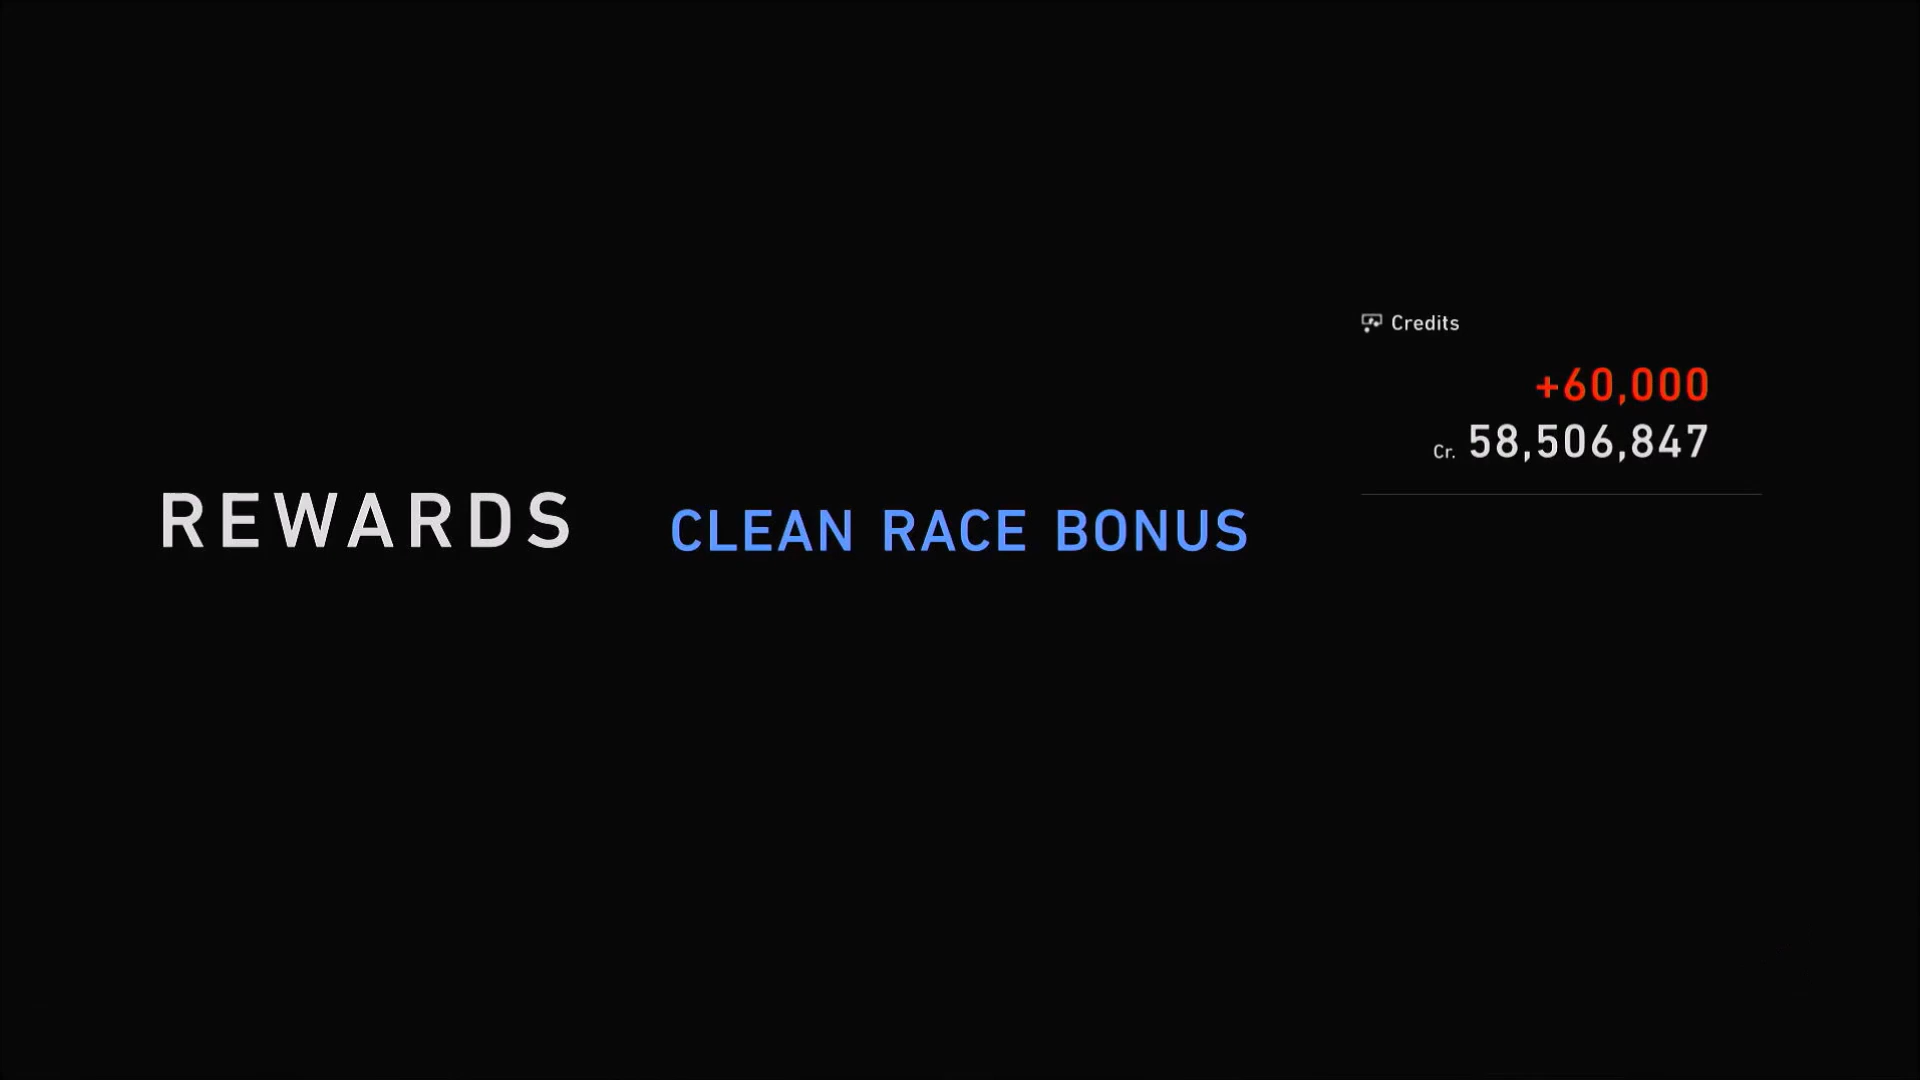 REWARDS
CLEAN RACE BONUS
Credits
+60,000
Cr. 58,506,847